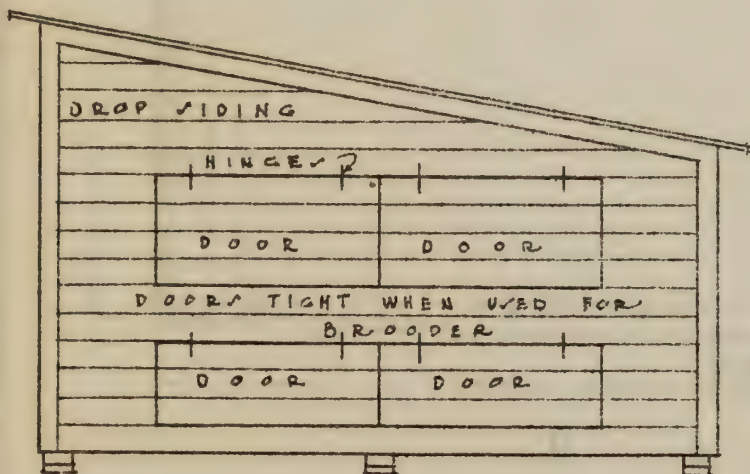 DROP SIDING
HINGES
DOOR DOOR
DOORS TIGHT WHEN USED FOR
BROODER
DOOR DOOR